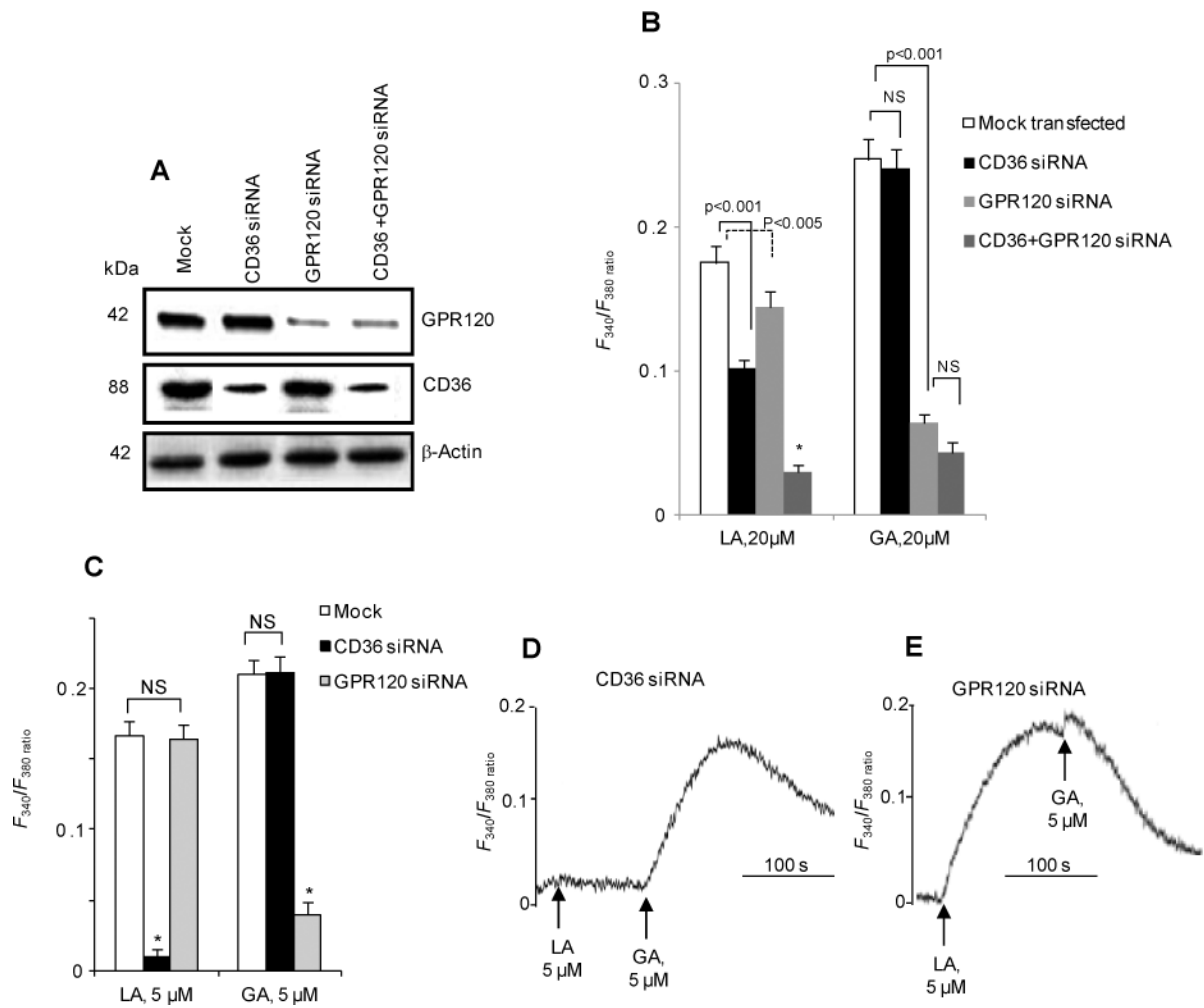 A
Mock
CD36 siRNA
GPR120 siRNA
CD36 +GPR120 siRNA
kDa
42
GPR120
88
CD36
42
β-Actin
B
p<0.001
0.3
NS
Mock transfected
CD36 siRNA
GPR120 siRNA
CD36+GPR120 siRNA
p<0.001
P<0.005
0.2
F340/F380 ratio
NS
0.1
*
0
LA,20µM
GA,20µM
C
Mock
CD36 siRNA
GPR120 siRNA
NS
NS
0.2
F340/F380 ratio
0.1
*
*
0
LA, 5 µM
GA, 5 µM
D
CD36 siRNA
0.2
F340/F380 ratio
0.1
100 s
0
LA
5 µM
GA,
5 µM
E
GPR120 siRNA
0.2
F340/F380 ratio
0.1
GA,
5 µM
100 s
0
LA,
5 µM